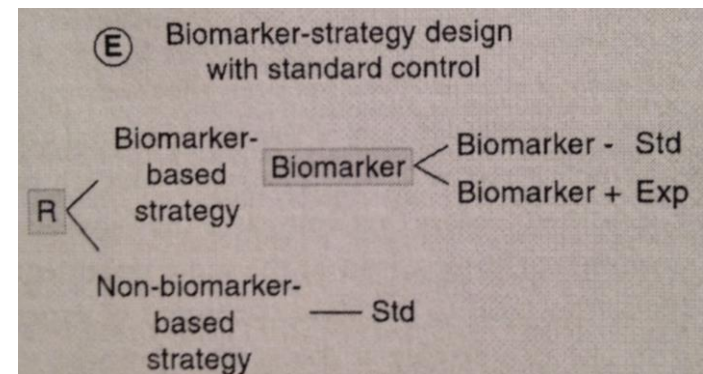 E Biomarker-strategy design
with standard control
Biomarker-
based
strategy
Biomarker
Biomarker - Std
Biomarker + Exp
R
Non-biomarker-
based
strategy
Std